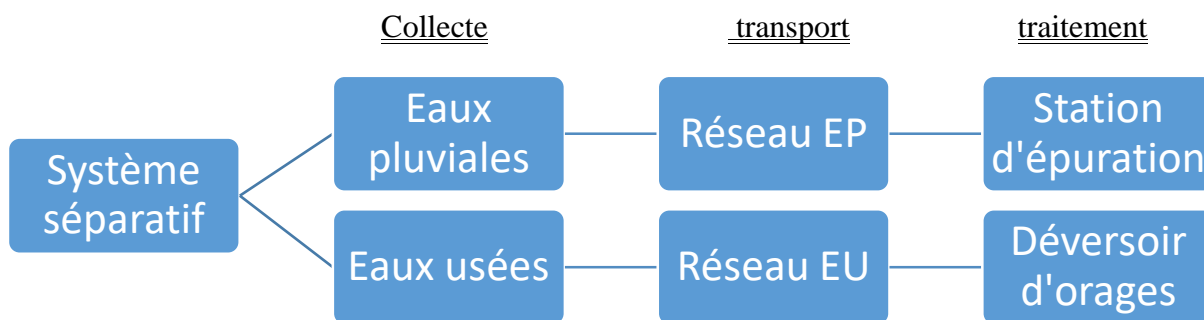 Collecte transport traitement
Système
séparatif
Eaux
pluviales
Réseau EP
Station
d'épuration
Eaux usées
Réseau EU
Déversoir
d'orages